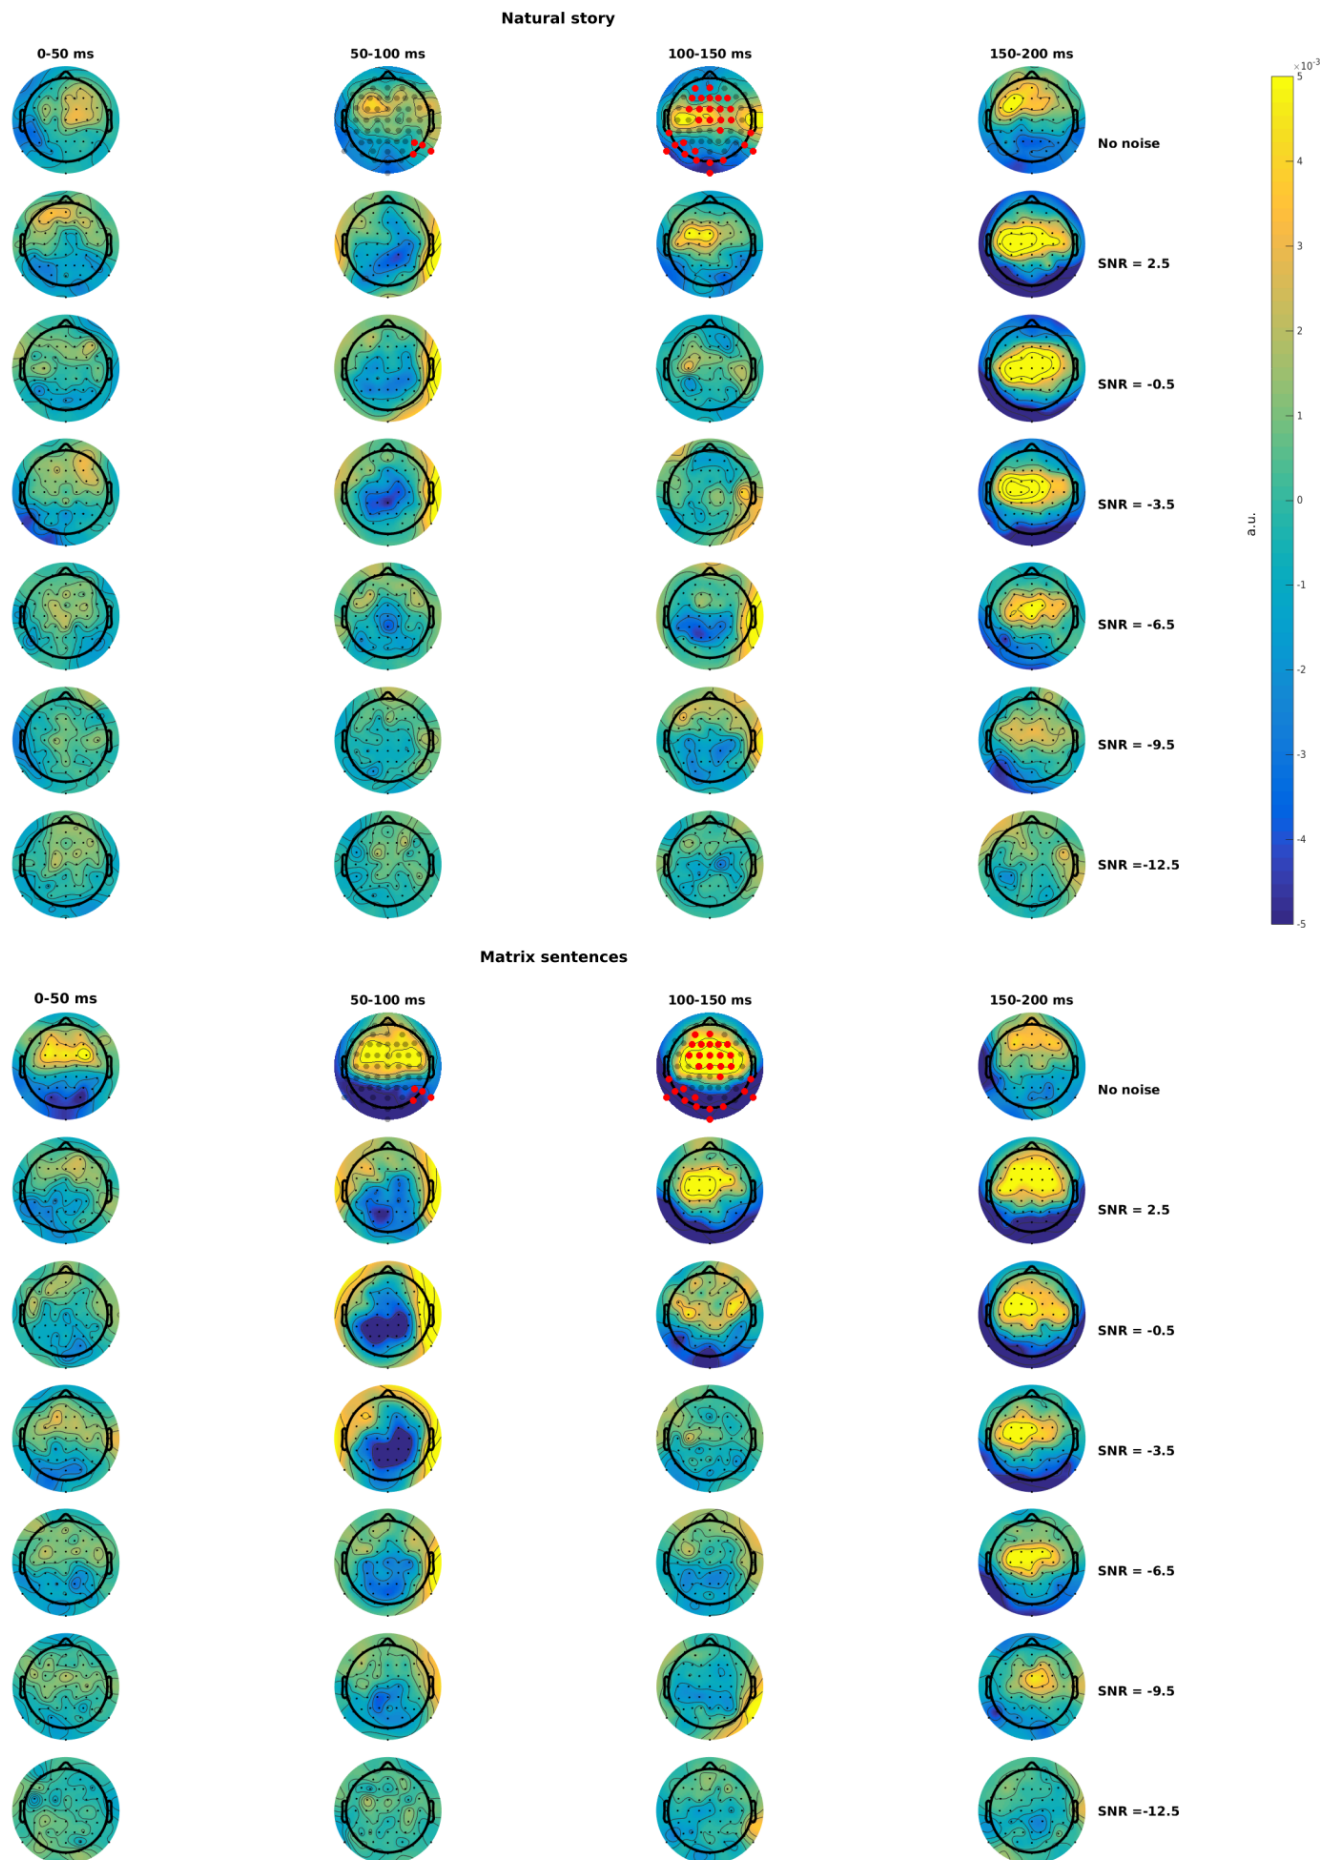 Natural story
0-50 ms
50-100 ms
100-150 ms
150-200 ms
×10⁻³
5
4
3
2
1
0
-1
-2
-3
-4
-5
a.u.
No noise
SNR = 2.5
SNR = -0.5
SNR = -3.5
SNR = -6.5
SNR = -9.5
SNR =-12.5
Matrix sentences
0-50 ms
50-100 ms
100-150 ms
150-200 ms
No noise
SNR = 2.5
SNR = -0.5
SNR = -3.5
SNR = -6.5
SNR = -9.5
SNR =-12.5